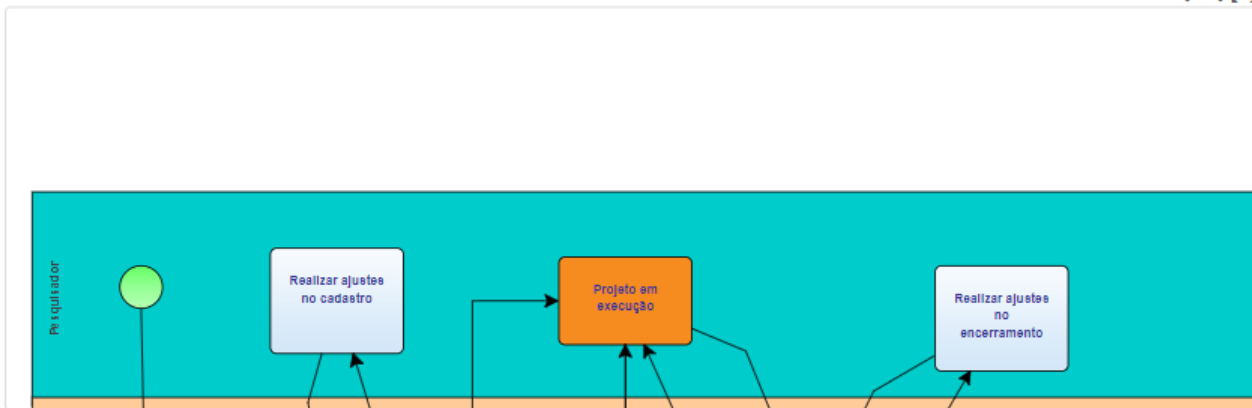 Pesquisador
Realizar ajustes
no cadastro
Projeto em
execução
Realizar ajustes
no
encerramento